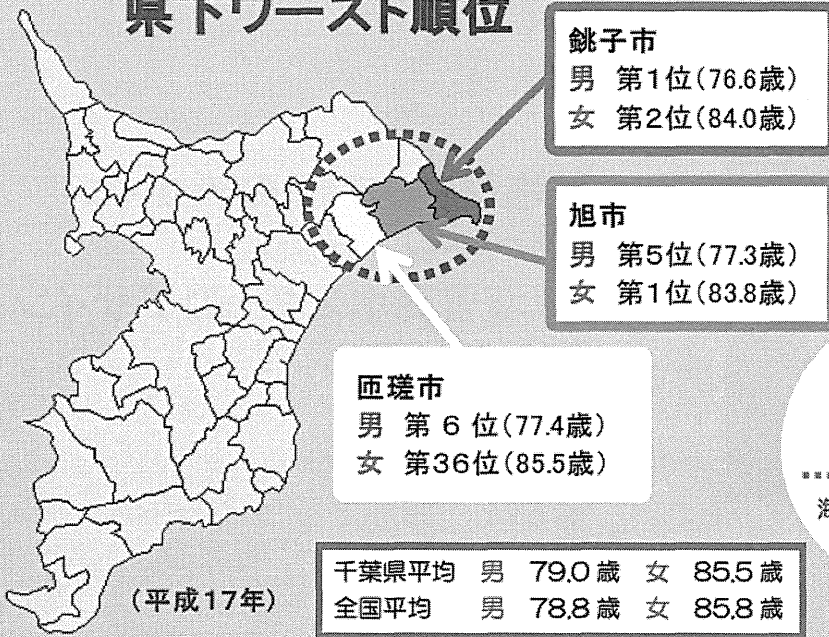 県下ワースト順位
銚子市
男 第1位(76.6歳)
女 第2位(84.0歳)
旭市
男 第5位(77.3歳)
女 第1位(83.8歳)
匝瑳市
男 第 6 位(77.4歳)
女 第36位(85.5歳)
千葉県平均 男 79.0 歳 女 85.5 歳
全国平均 男 78.8 歳 女 85.8 歳
(平成17年)